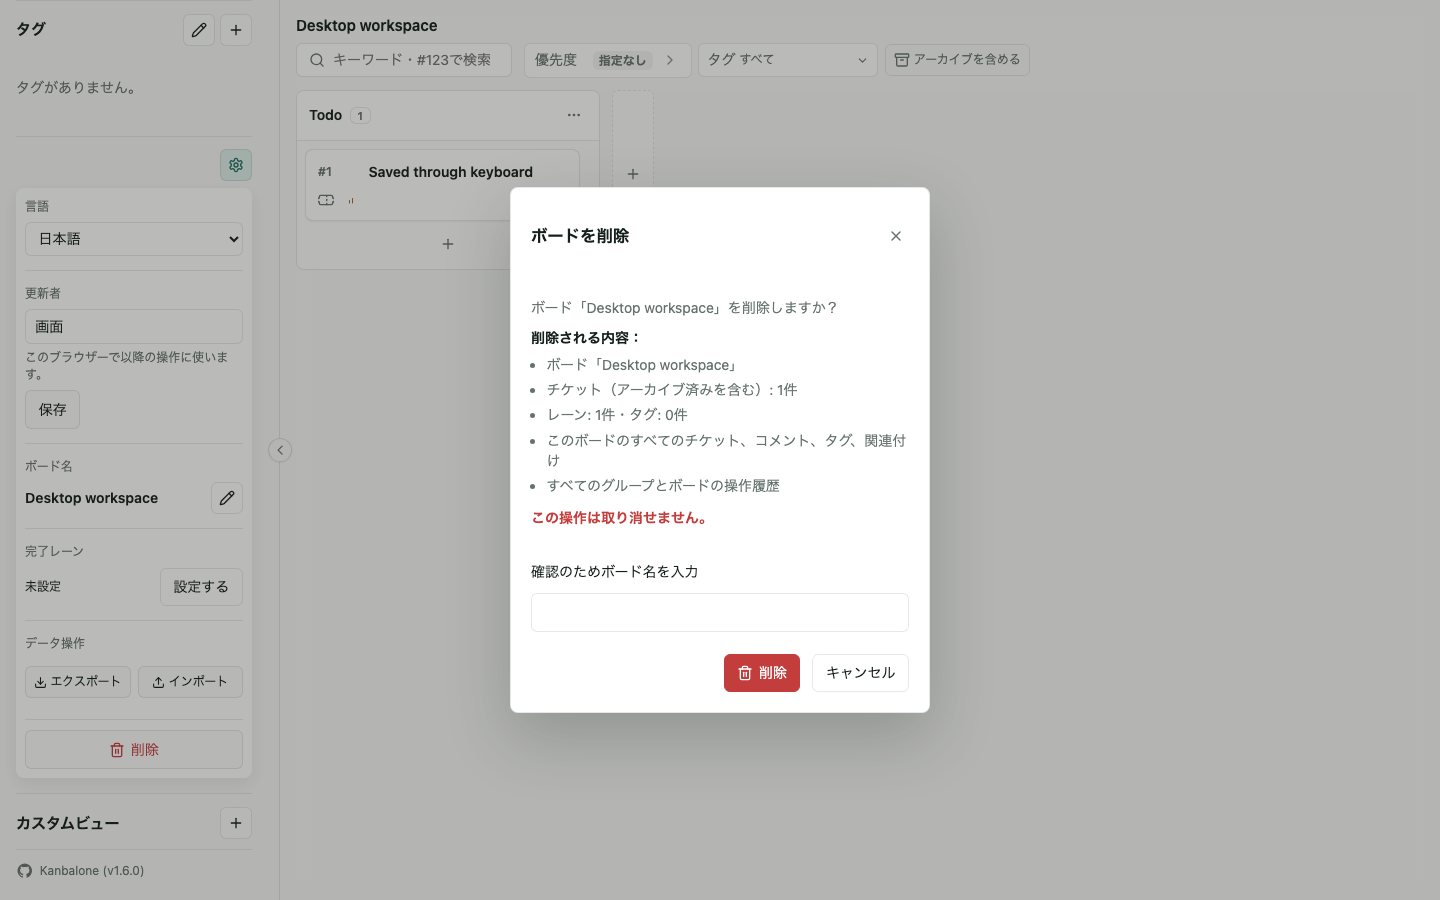 タグ
タグがありません。
言語
日本語
更新者
画面
このブラウザーで以降の操作に使いま
す。
保存
ボード名
Desktop workspace
完了レーン
未設定
設定する
データ操作
エクスポート
インポート
削除
カスタムビュー
Kanbalone (v1.6.0)
Desktop workspace
キーワード・#123で検索
優先度 指定なし
タグ すべて
アーカイブを含める
Todo 1
#1 Saved through keyboard
ボードを削除
ボード「Desktop workspace」を削除しますか？
削除される内容：
ボード「Desktop workspace」
チケット（アーカイブ済みを含む）: 1件
レーン: 1件・タグ: 0件
このボードのすべてのチケット、コメント、タグ、関連付
け
すべてのグループとボードの操作履歴
この操作は取り消せません。
確認のためボード名を入力
削除
キャンセル